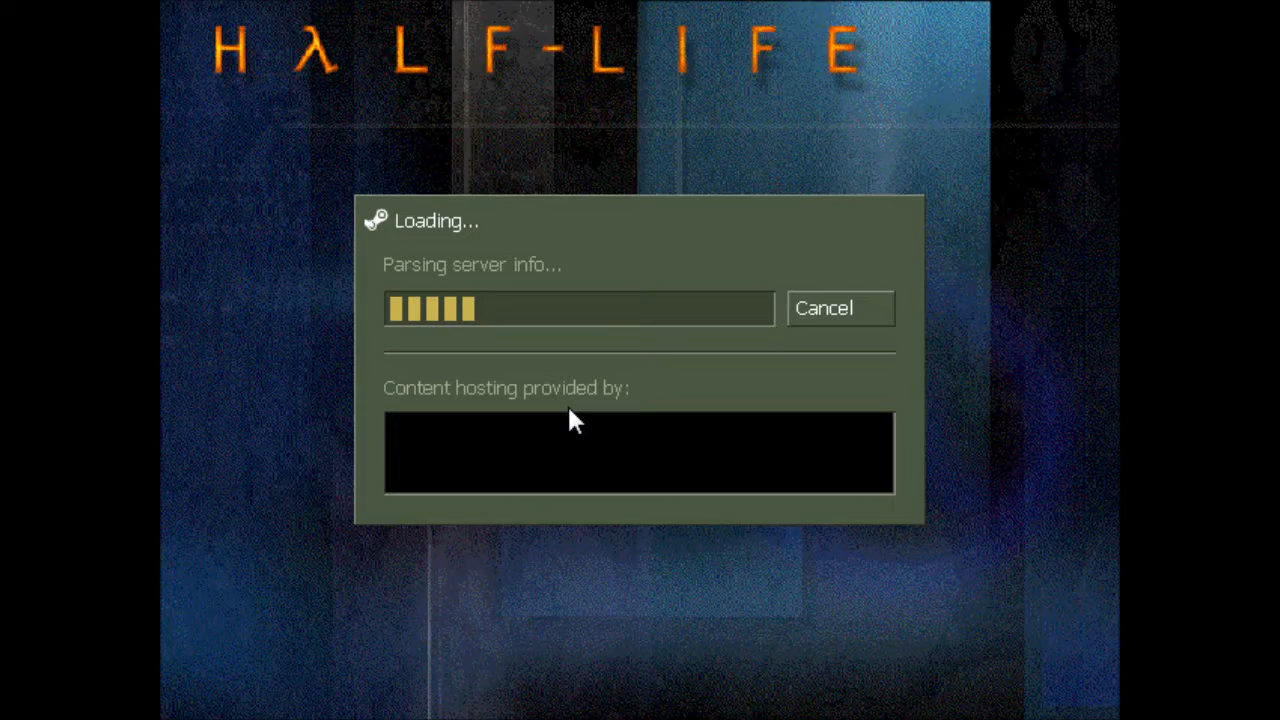 HλLF-LIFE
Loading...
Parsing server info...
Cancel
Content hosting provided by: